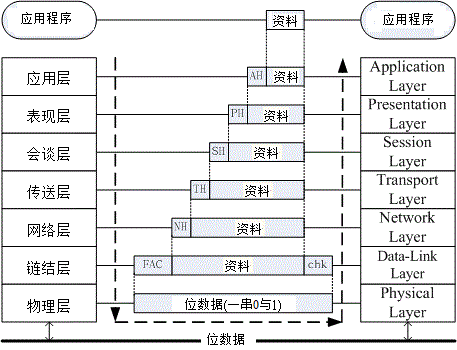 应用程序 资料 应用程序
应用层 AH 资料 Application
Layer
表现层 PH 资料 Presentation
Layer
会谈层 SH 资料 Session
Layer
传送层 TH 资料 Transport
Layer
网络层 NH 资料 Network
Layer
链结层 FAC 资料 chk Data-Link
Layer
物理层 位数据(一串0与1) Physical
Layer
位数据